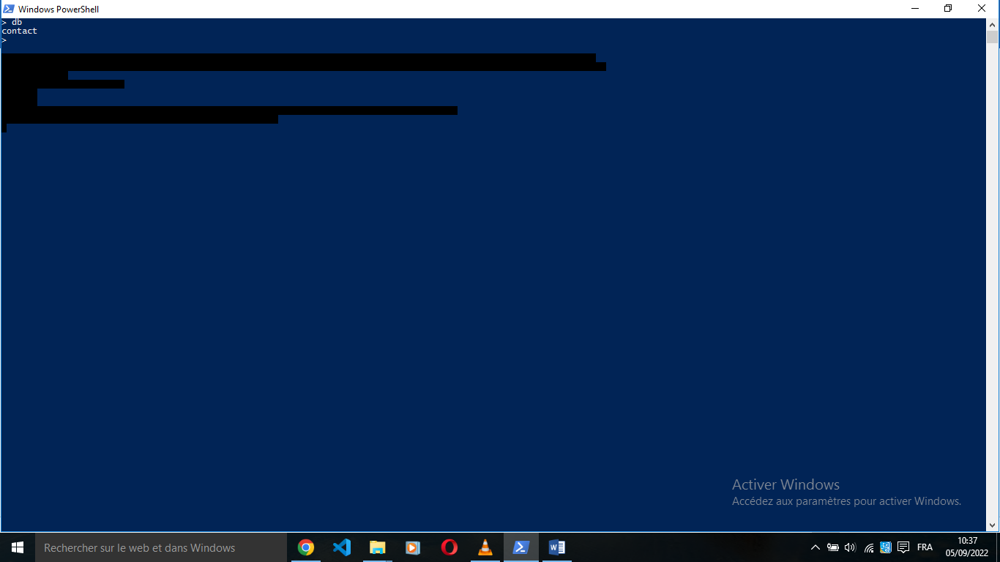 Windows PowerShell
> db
contact
>
Activer Windows
Accédez aux paramètres pour activer Windows.
Rechercher sur le web et dans Windows
FRA
10:37
05/09/2022